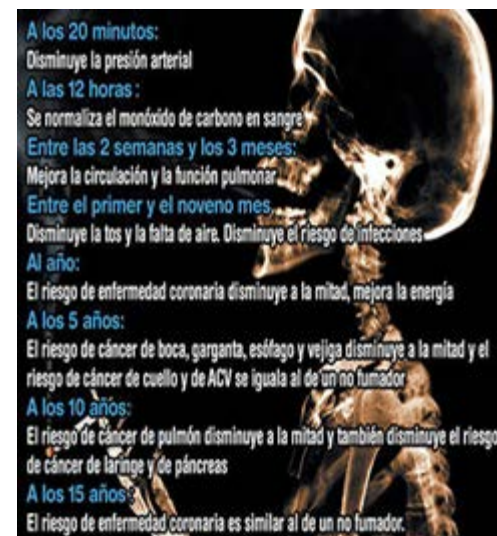 A los 20 minutos:
Disminuye la presión arterial
A las 12 horas :
Se normaliza el monóxido de carbono en sangre
Entre las 2 semanas y los 3 meses:
Mejora la circulación y la función pulmonar
Entre el primer y el noveno mes
Disminuye la tos y la falta de aire. Disminuye el riesgo de infecciones
Al año:
El riesgo de enfermedad coronaria disminuye a la mitad, mejora la energía
A los 5 años:
El riesgo de cáncer de boca, garganta, esófago y vejiga disminuye a la mitad y el
riesgo de cáncer de cuello y de ACV se iguala al de un no fumador
A los 10 años:
El riesgo de cáncer de pulmón disminuye a la mitad y también disminuye el riesgo
de cáncer de laringe y de páncreas
A los 15 años :
El riesgo de enfermedad coronaria es similar al de un no fumador.